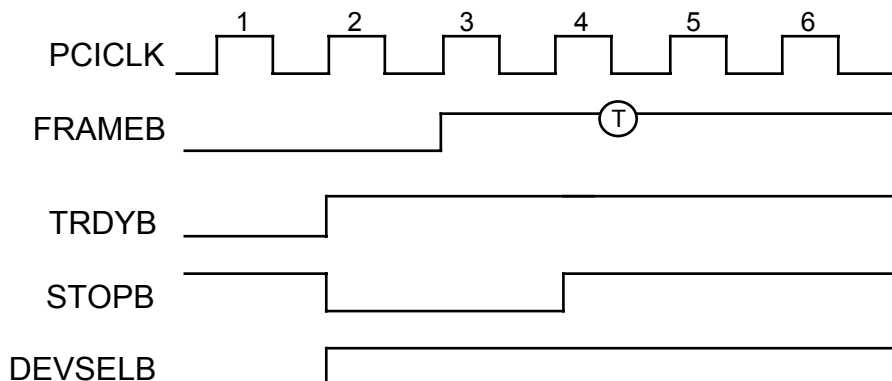 1 2 3 4 5 6
PCICLK
FRAMEB
T
TRDYB
STOPB
DEVSELB